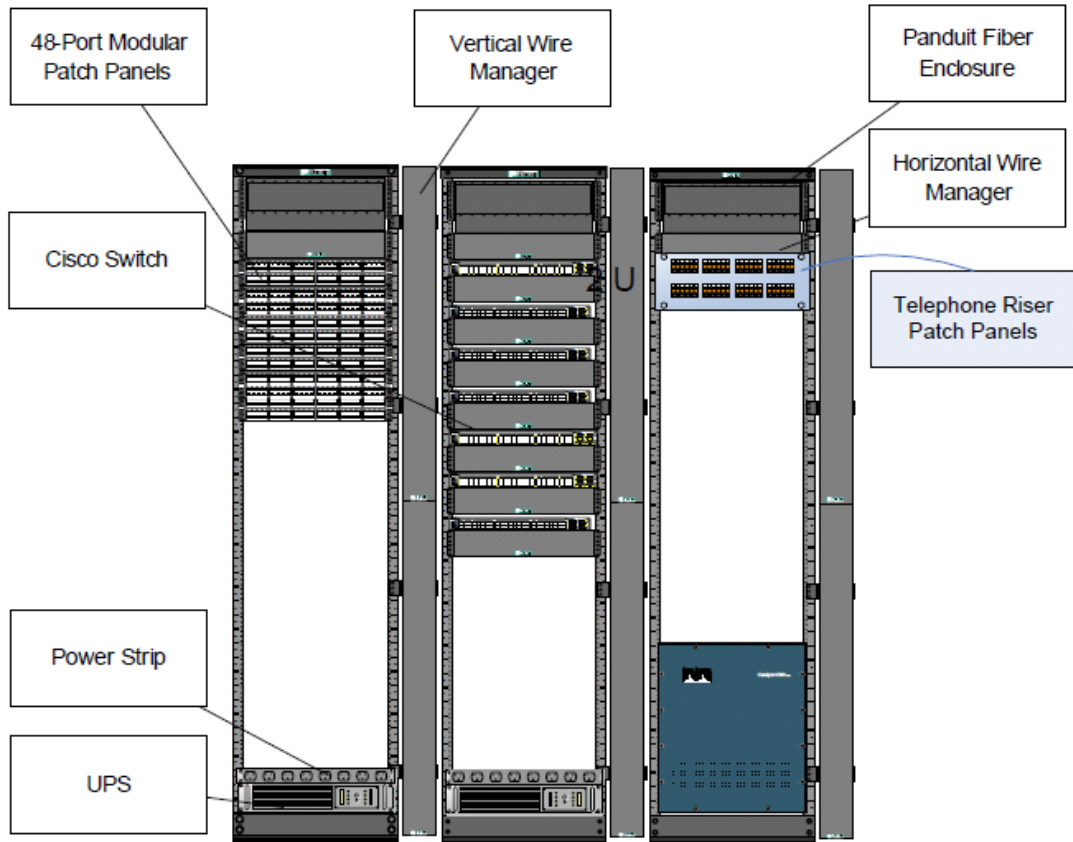 48-Port Modular
Patch Panels
Vertical Wire
Manager
Panduit Fiber
Enclosure
Horizontal Wire
Manager
Cisco Switch
2 U
Telephone Riser
Patch Panels
Power Strip
UPS